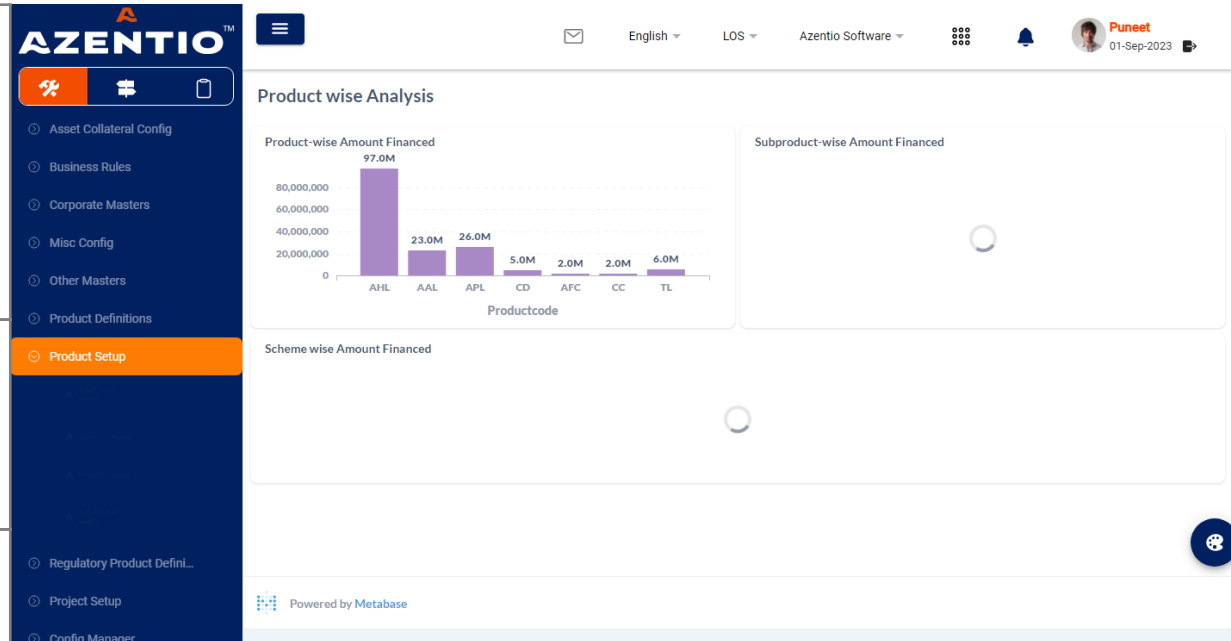 AZENTIO™
English
LOS
Azentio Software
Puneet
01-Sep-2023
Asset Collateral Config
Business Rules
Corporate Masters
Misc Config
Other Masters
Product Definitions
Product Setup
Regulatory Product Defini...
Project Setup
Config Manager
Product wise Analysis
Product-wise Amount Financed
97.0M
80,000,000
60,000,000
40,000,000
20,000,000
0
23.0M
26.0M
5.0M
2.0M
2.0M
6.0M
AHL AAL APL CD AFC CC TL
Productcode
Subproduct-wise Amount Financed
Scheme wise Amount Financed
Powered by Metabase